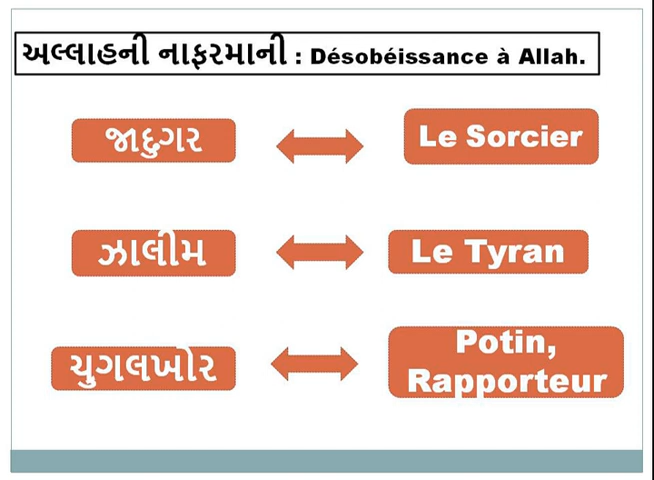 અલ્લાહની નાફરમાની : Désobéissance à Allah.
જાદુગર Le Sorcier
ઝાલીમ Le Tyran
ચુગલખોર Potin,
Rapporteur